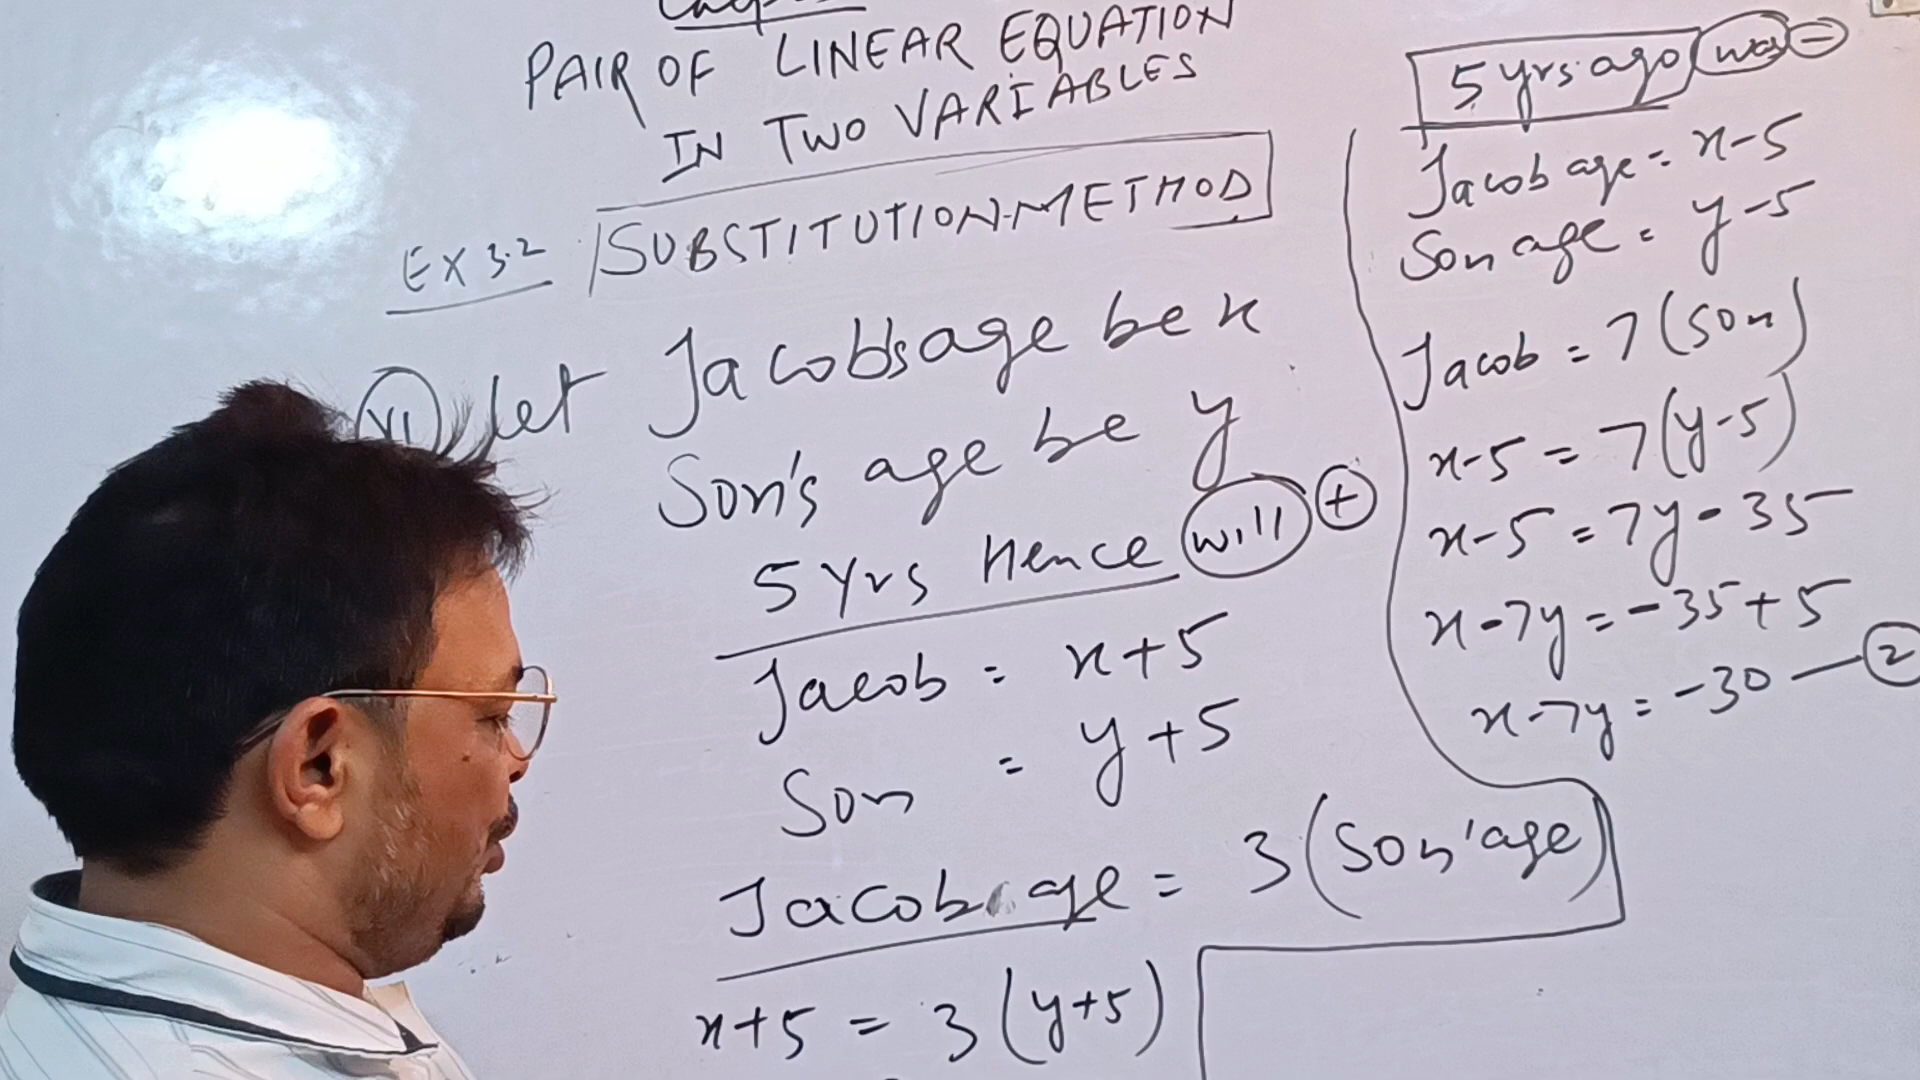 PAIR OF LINEAR EQUATION
IN TWO VARIABLES
EX 3.2 SUBSTITUTION METHOD
VI let Jacob's age be x
Son's age be y
5 Yrs Hence will +
Jacob = x+5
Son = y+5
Jacob age = 3(Son'age)
x+5 = 3(y+5)
5 yrs ago was -
Jacob age = x-5
Son age = y-5
Jacob = 7(son)
x-5 = 7(y-5)
x-5 = 7y-35
x-7y = -35+5
x-7y = -30 — 2